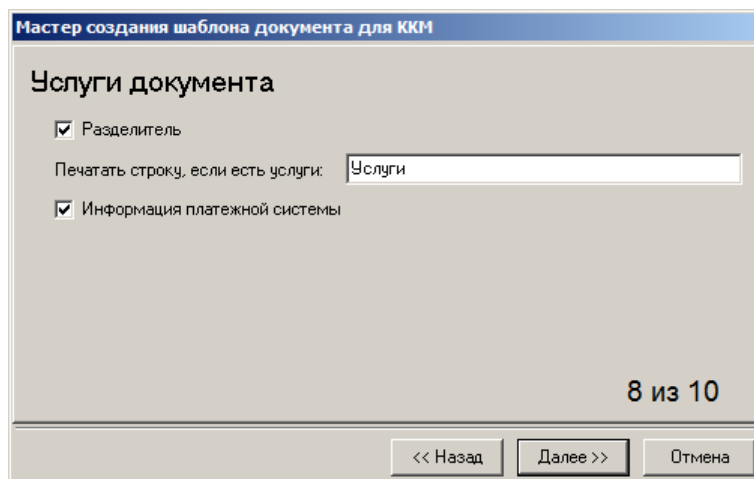 Мастер создания шаблона документа для ККМ
Услуги документа
Разделитель
Печатать строку, если есть услуги: Услуги
Информация платежной системы
8 из 10
<< Назад Далее >> Отмена